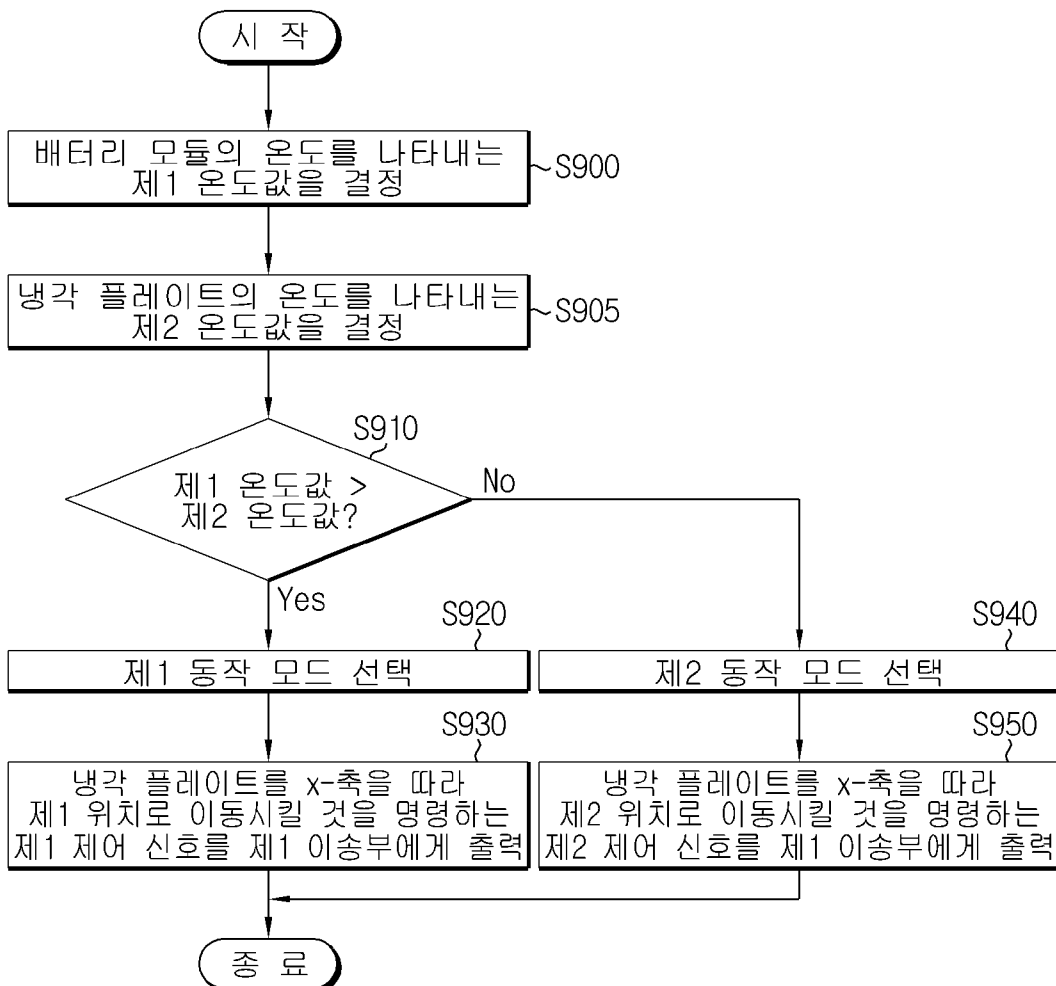 시 작
배터리 모듈의 온도를 나타내는
제1 온도값을 결정
S900
냉각 플레이트의 온도를 나타내는
제2 온도값을 결정
S905
S910
제1 온도값 >
제2 온도값?
No
Yes
S920
제1 동작 모드 선택
S930
냉각 플레이트를 x-축을 따라
제1 위치로 이동시킬 것을 명령하는
제1 제어 신호를 제1 이송부에게 출력
S940
제2 동작 모드 선택
S950
냉각 플레이트를 x-축을 따라
제2 위치로 이동시킬 것을 명령하는
제2 제어 신호를 제1 이송부에게 출력
종 료